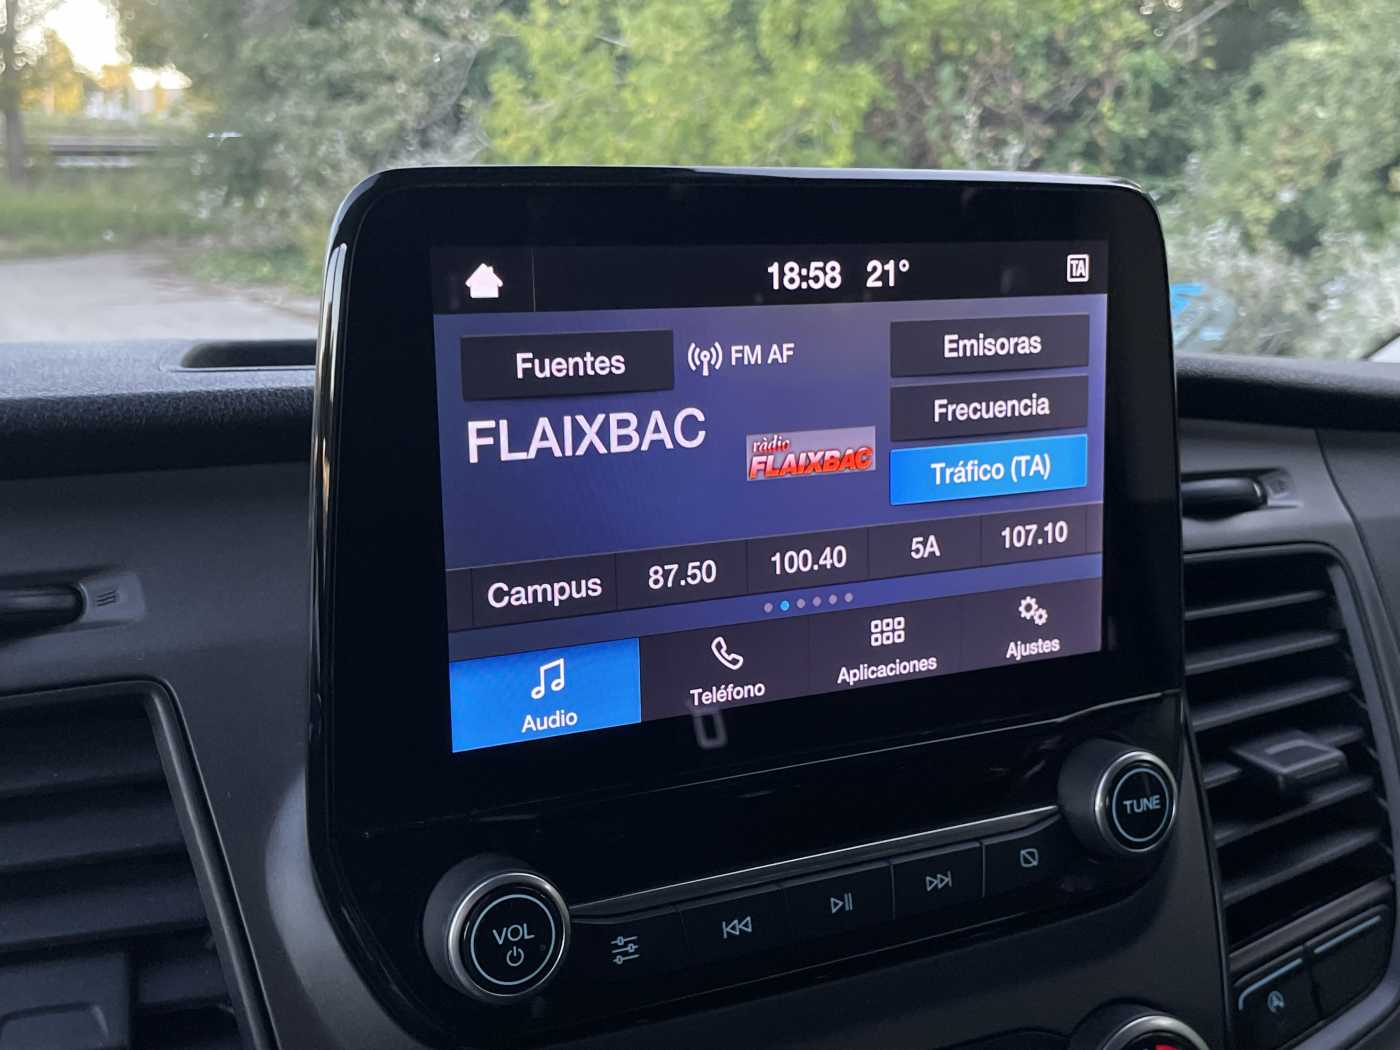 18:58 21°
TA
Fuentes
FM AF
Emisoras
FLAIXBAC
ràdio
FLAIXBAC
Frecuencia
Tráfico (TA)
Campus
87.50
100.40
5A
107.10
Audio
Teléfono
Aplicaciones
Ajustes
TUNE
VOL